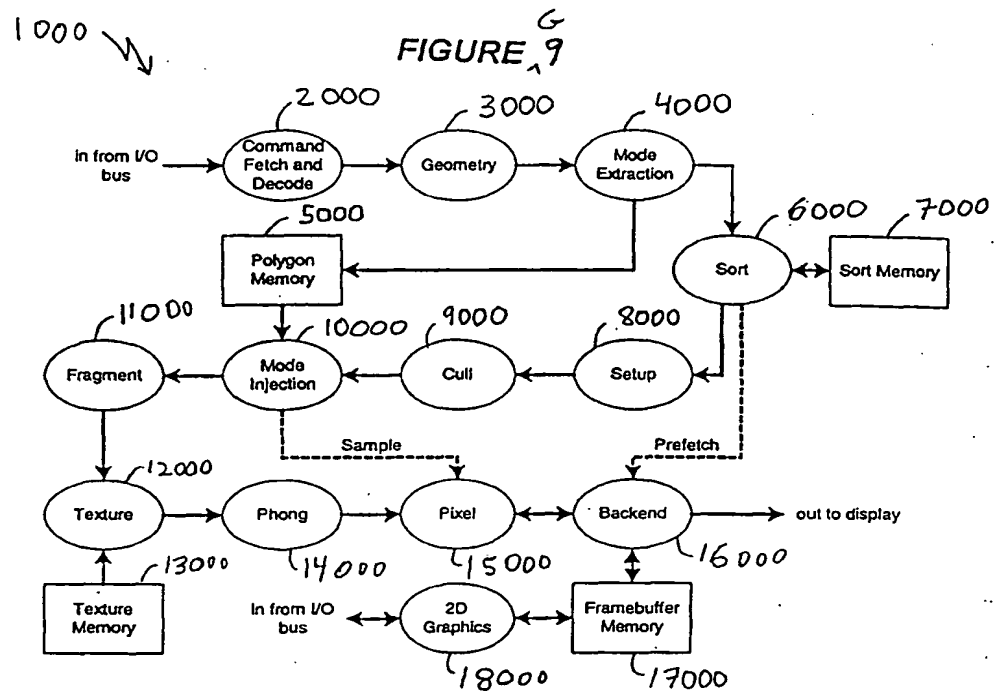 1000
FIGURE ^ G 9
2000
3000
4000
In from I/O
bus
Command
Fetch and
Decode
Geometry
Mode
Extraction
5000
6000
7000
Polygon
Memory
Sort
Sort Memory
11000
10000
9000
8000
Fragment
Mode
Injection
Cull
Setup
Sample
Prefetch
12000
Texture
Phong
Pixel
Backend
out to display
13000
14000
15000
16000
Texture
Memory
In from I/O
bus
2D
Graphics
Framebuffer
Memory
18000
17000